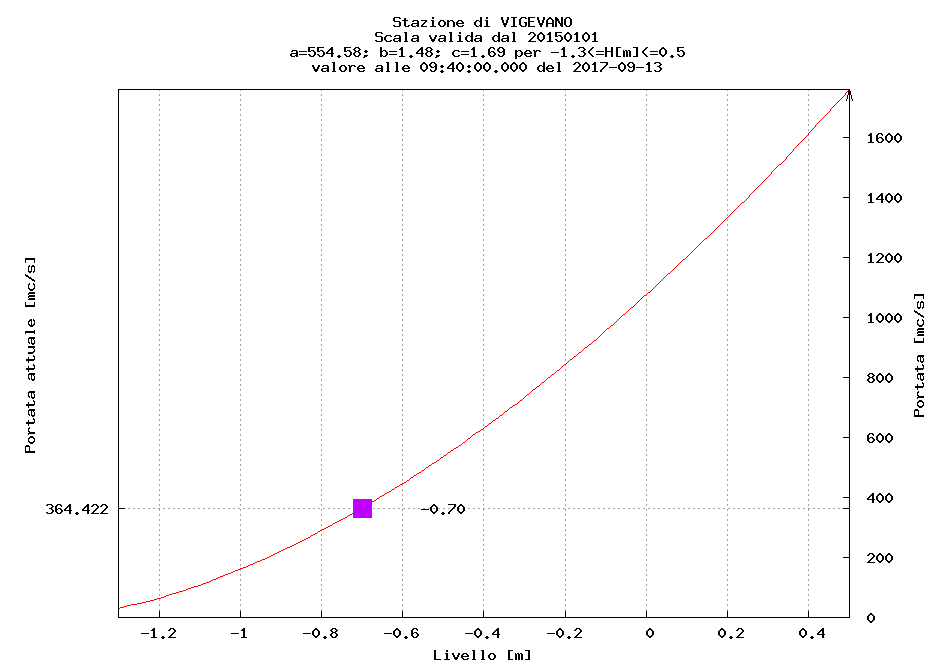 Stazione di VIGEVANO
Scala valida dal 20150101
a=554.58; b=1.48; c=1.69 per -1.3<=H[m]<=0.5
valore alle 09:40:00.000 del 2017-09-13
1600
1400
1200
1000
800
600
400
200
0
Portata [mc/s]
Portata attuale [mc/s]
364.422
-0.70
-1.2 -1 -0.8 -0.6 -0.4 -0.2 0 0.2 0.4
Livello [m]